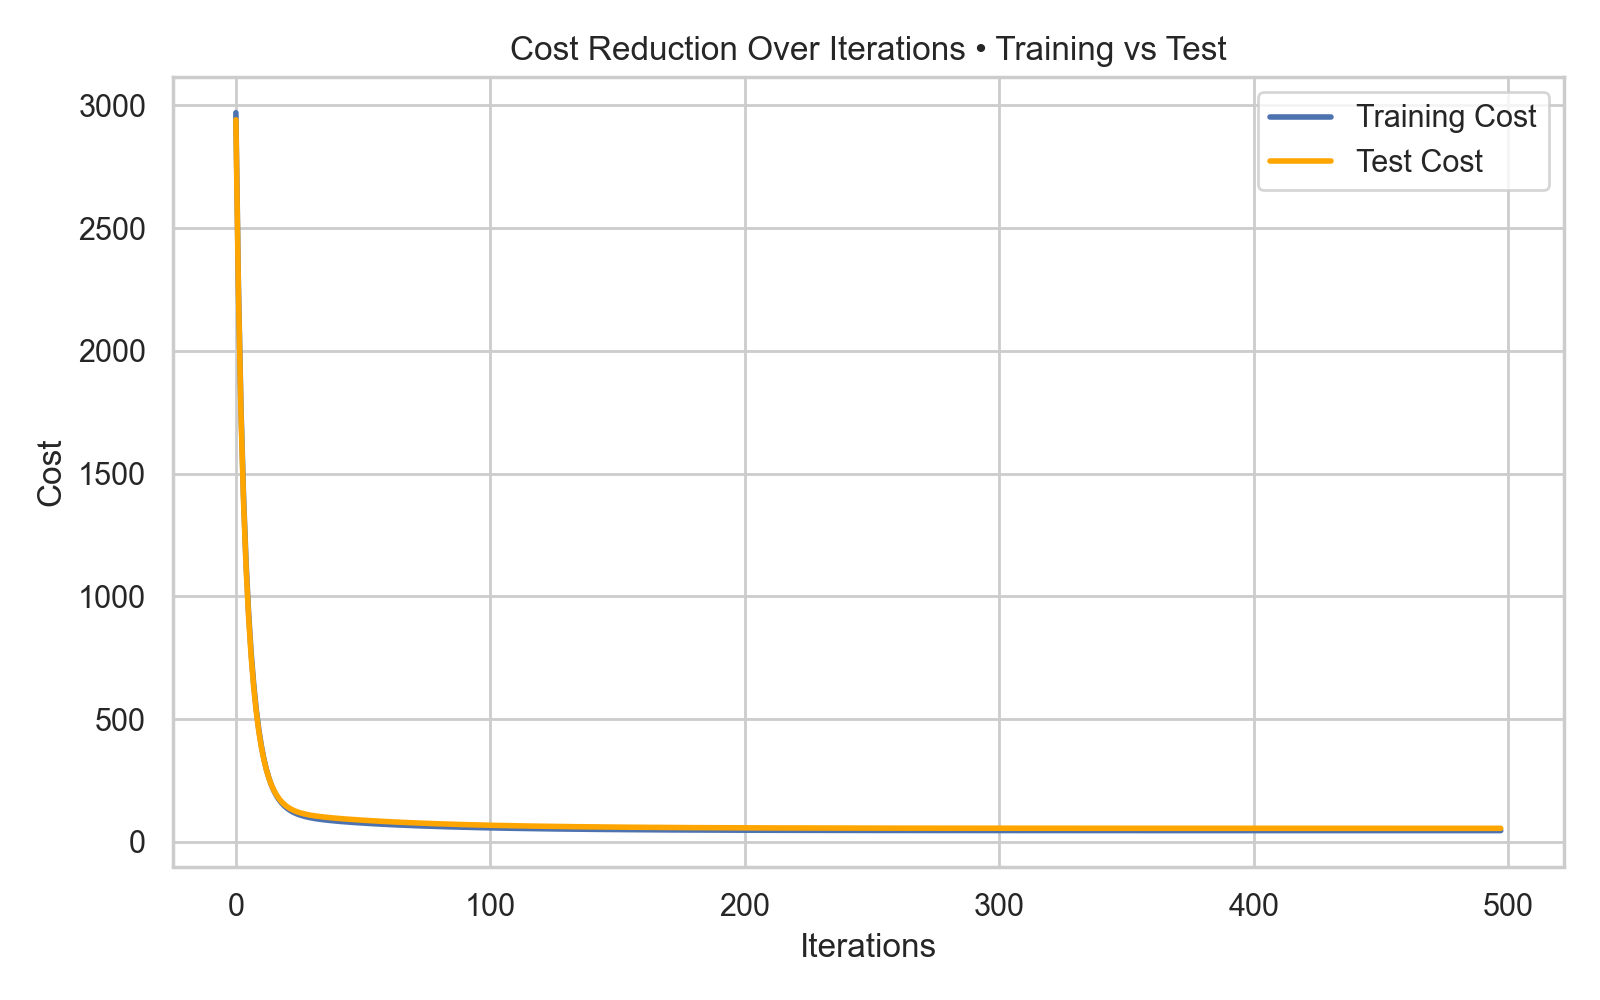 Cost Reduction Over Iterations • Training vs Test
Training Cost
Test Cost
3000
2500
2000
1500
1000
500
0
Cost
0 100 200 300 400 500
Iterations